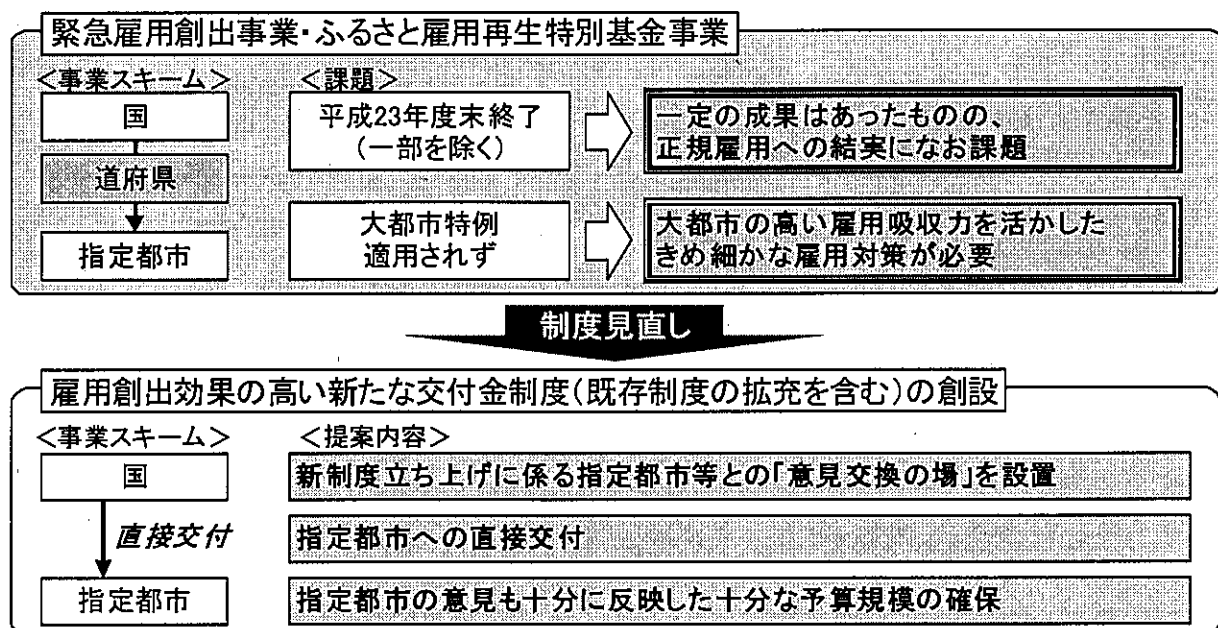 緊急雇用創出事業・ふるさと雇用再生特別基金事業
＜事業スキーム＞
国
道府県
指定都市
＜課題＞
平成23年度末終了
(一部を除く)
一定の成果はあったものの、
正規雇用への結実になお課題
大都市特例
適用されず
大都市の高い雇用吸収力を活かした
きめ細かな雇用対策が必要
制度見直し
雇用創出効果の高い新たな交付金制度(既存制度の拡充を含む)の創設
＜事業スキーム＞
国
直接交付
指定都市
＜提案内容＞
新制度立ち上げに係る指定都市等との「意見交換の場」を設置
指定都市への直接交付
指定都市の意見も十分に反映した十分な予算規模の確保